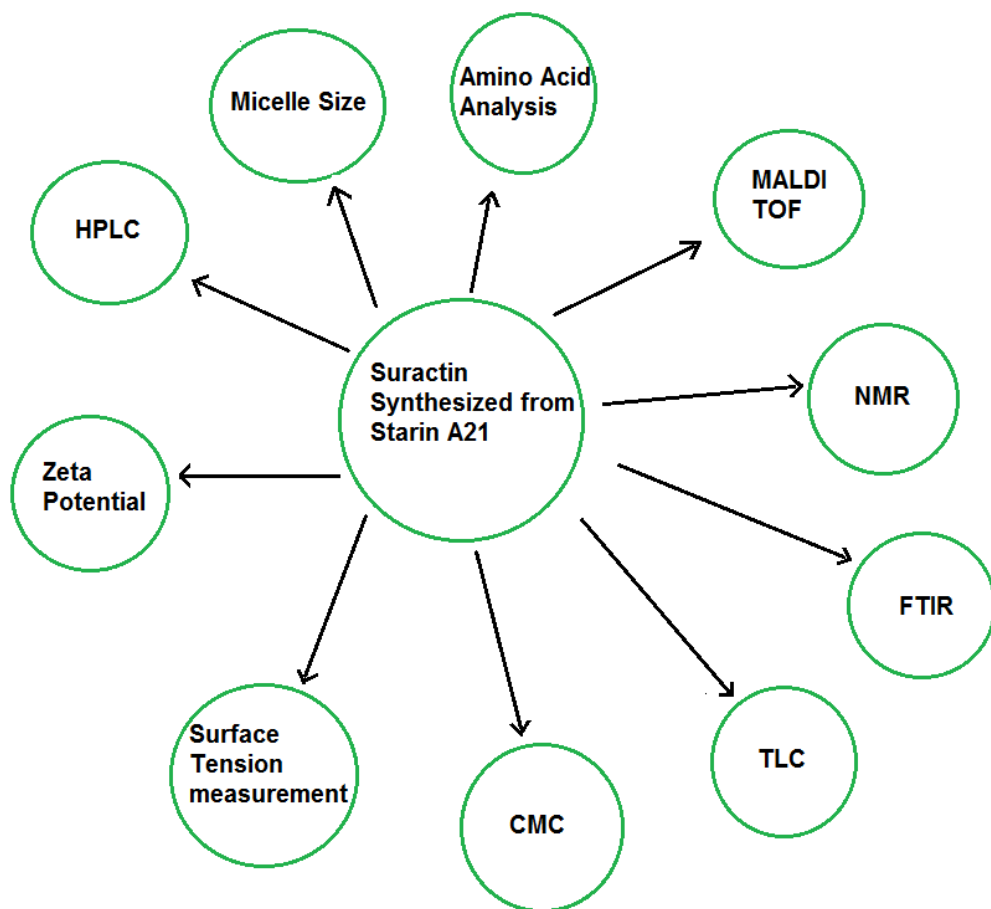 Micelle Size
Amino Acid
Analysis
MALDI
TOF
HPLC
Suractin
Synthesized from
Starin A21
NMR
Zeta
Potential
FTIR
Surface
Tension
measurement
TLC
CMC